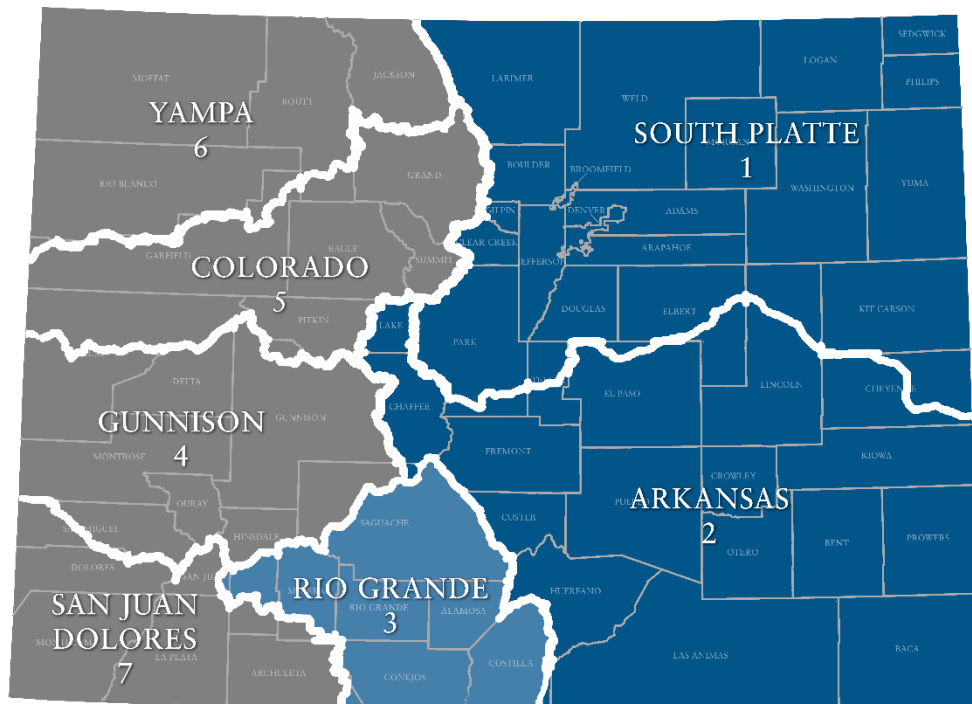 SEDGWICK
LOGAN
MOFFAT
JACKSON
LARIMER
PHILIPS
ROUTT
WELD
YAMPA
6
SOUTH PLATTE
1
BOULDER
BROOMFIELD
GRAND
RIO BLANCO
WASHINGTON
YUMA
GILPIN
DENVER
ADAMS
CLEAR CREEK
EAGLE
ARAPAHOE
GARFIELD
SUMMIT
JEFFERSON
COLORADO
5
PITKIN
LAKE
DOUGLAS
ELBERT
KIT CARSON
PARK
DELTA
LINCOLN
CHEYENNE
EL PASO
CHAFFEE
GUNNISON
4
GUNNISON
MONTROSE
FREMONT
KIOWA
CROWLEY
OURAY
ARKANSAS
2
CUSTER
SAGUACHE
HINSDALE
OTERO
BENT
PROWERS
DOLORES
RIO GRANDE
3
RIO GRANDE
ALAMOSA
HUERFANO
SAN JUAN
DOLORES
7
LA PLATA
ARCHULETA
CONEJOS
COSTILLA
LAS ANIMAS
BACA